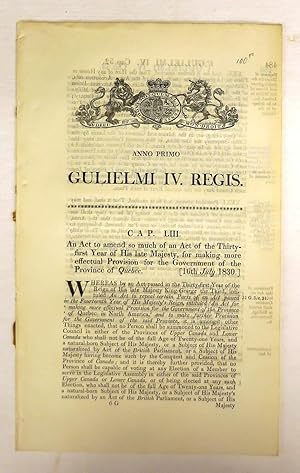 ANNO PRIMO
GULIELMI IV. REGIS.
CAP. LIII.
An Act to amend so much of an Act of the Thirty-
first Year of His late Majesty, for making more
effectual Provision for the Government of the
Province of Quebec. [16th July 1830.]
WHEREAS by an Act passed in the Thirty-first Year of the
Reign of His late Majesty King George the Third, intituled
An Act to repeal certain Parts of an Act passed
in the Fourteenth Year of His Majesty's Reign, intituled 'An Act for
making more effectual Provision for the Government of the Province
of Quebec, in North America,' and to make further Provision
for the Government of the said Province, it is amongst other
Things enacted, that no Person shall be summoned to the Legislative
Council in either of the Provinces of Upper Canada and Lower
Canada who shall not be of the full Age of Twenty-one Years, and
a natural-born Subject of His Majesty, or a Subject of His Majesty
naturalized by Act of the British Parliament, or a Subject of His
Majesty having become such by the Conquest and Cession of the
Province of Canada; and it is thereby further provided, that no
Person shall be capable of voting at any Election of a Member to
serve in the Legislative Assembly in either of the said Provinces of
Upper Canada or Lower Canada, or of being elected at any such
Election, who shall not be of the full Age of Twenty-one Years, and
a natural-born Subject of His Majesty, or a Subject of His Majesty
naturalized by an Act of the British Parliament, or a Subject of His
6 G Majesty